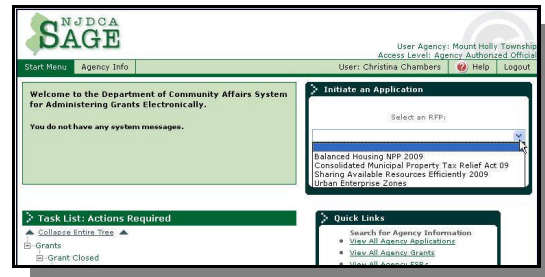 NJDCA
SAGE
User Agency: Mount Holly Township
Access Level: Agency Authorized Official
Start Menu Agency Info User: Christina Chambers Help Logout
Welcome to the Department of Community Affairs System
for Administering Grants Electronically.
You do not have any system messages.
Initiate an Application
Select an RFP:
Balanced Housing NPP 2009
Consolidated Municipal Property Tax Relief Act 09
Sharing Available Resources Efficiently 2009
Urban Enterprise Zones
Task List: Actions Required
Collapse Entire Tree
Grants
Grant Closed
Quick Links
Search for Agency Information
View All Agency Applications
View All Agency Grants
View All Agency FSRs